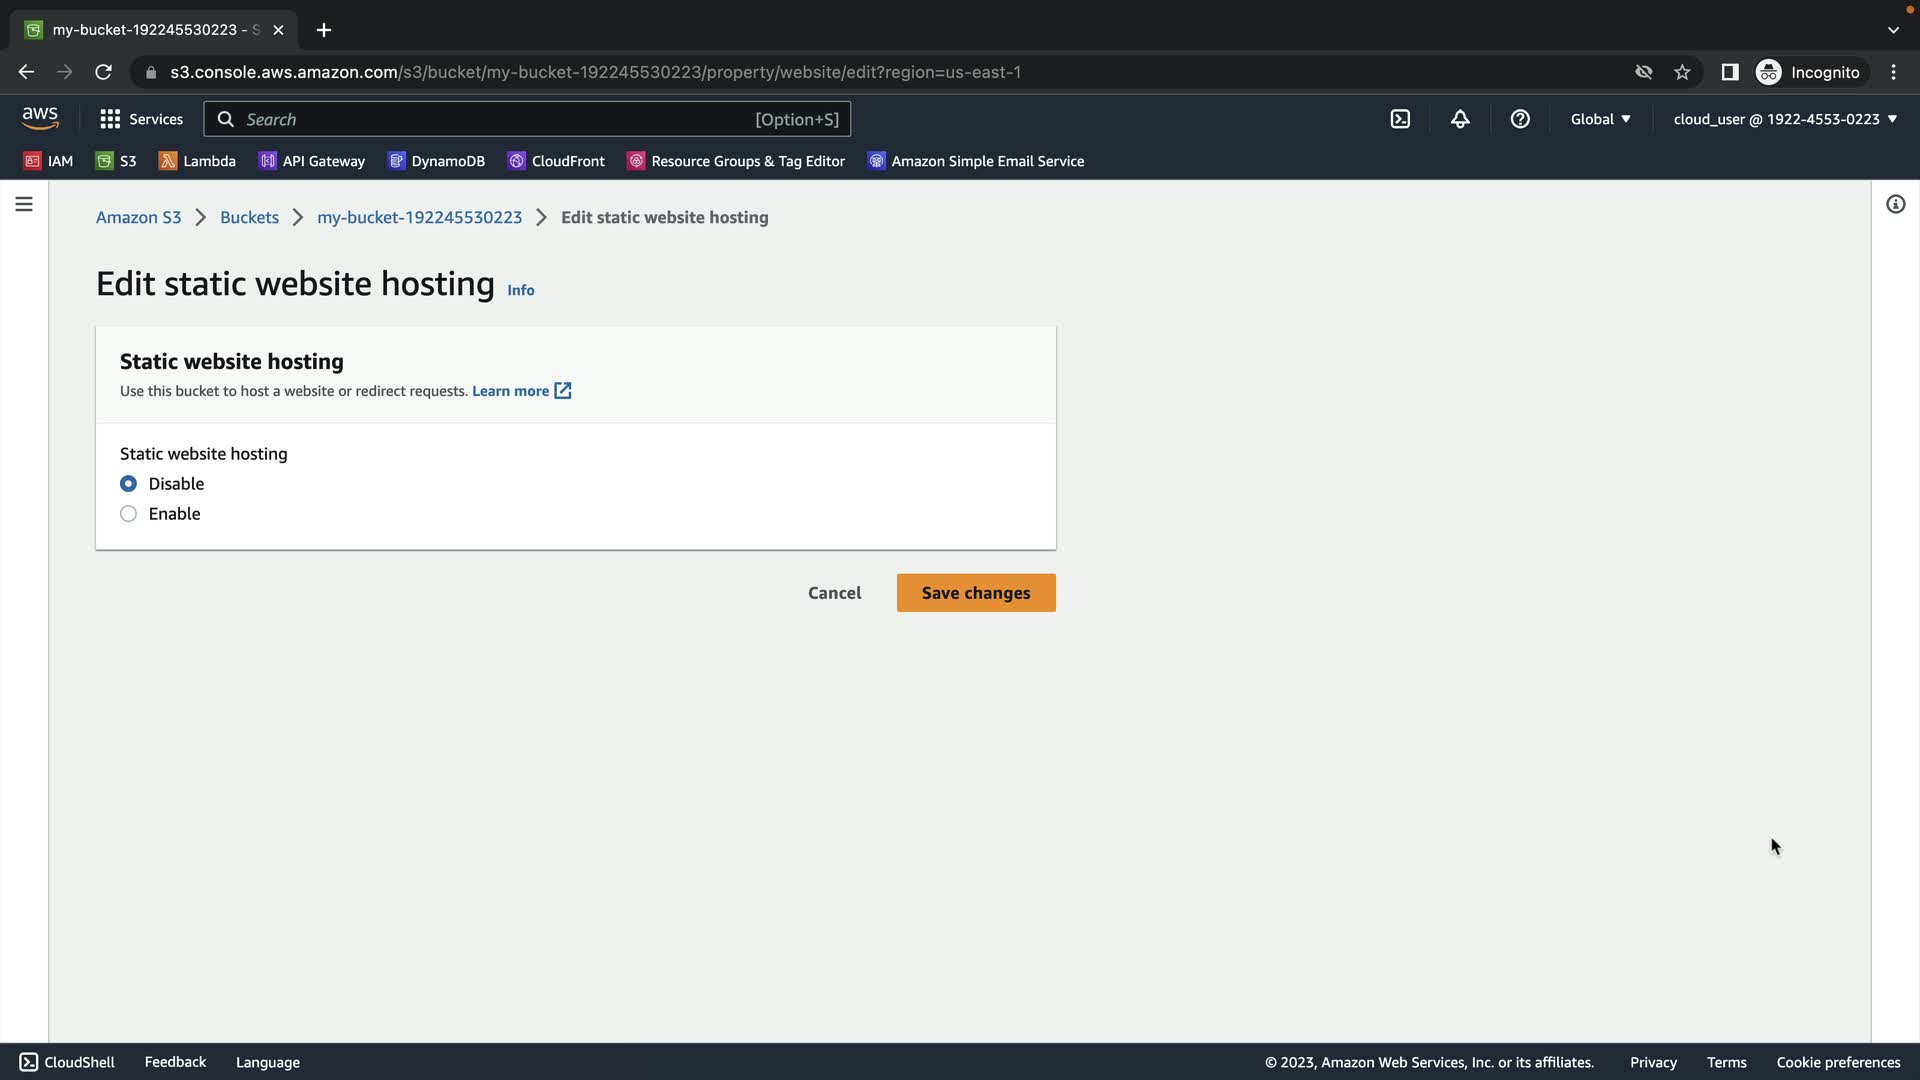 my-bucket-192245530223 - S
s3.console.aws.amazon.com/s3/bucket/my-bucket-192245530223/property/website/edit?region=us-east-1
Incognito
aws
Services
Search
[Option+S]
Global
cloud_user @ 1922-4553-0223
IAM
S3
Lambda
API Gateway
DynamoDB
CloudFront
Resource Groups & Tag Editor
Amazon Simple Email Service
Amazon S3
Buckets
my-bucket-192245530223
Edit static website hosting
Edit static website hosting Info
Static website hosting
Use this bucket to host a website or redirect requests. Learn more
Static website hosting
Disable
Enable
Cancel
Save changes
CloudShell
Feedback
Language
© 2023, Amazon Web Services, Inc. or its affiliates.
Privacy
Terms
Cookie preferences